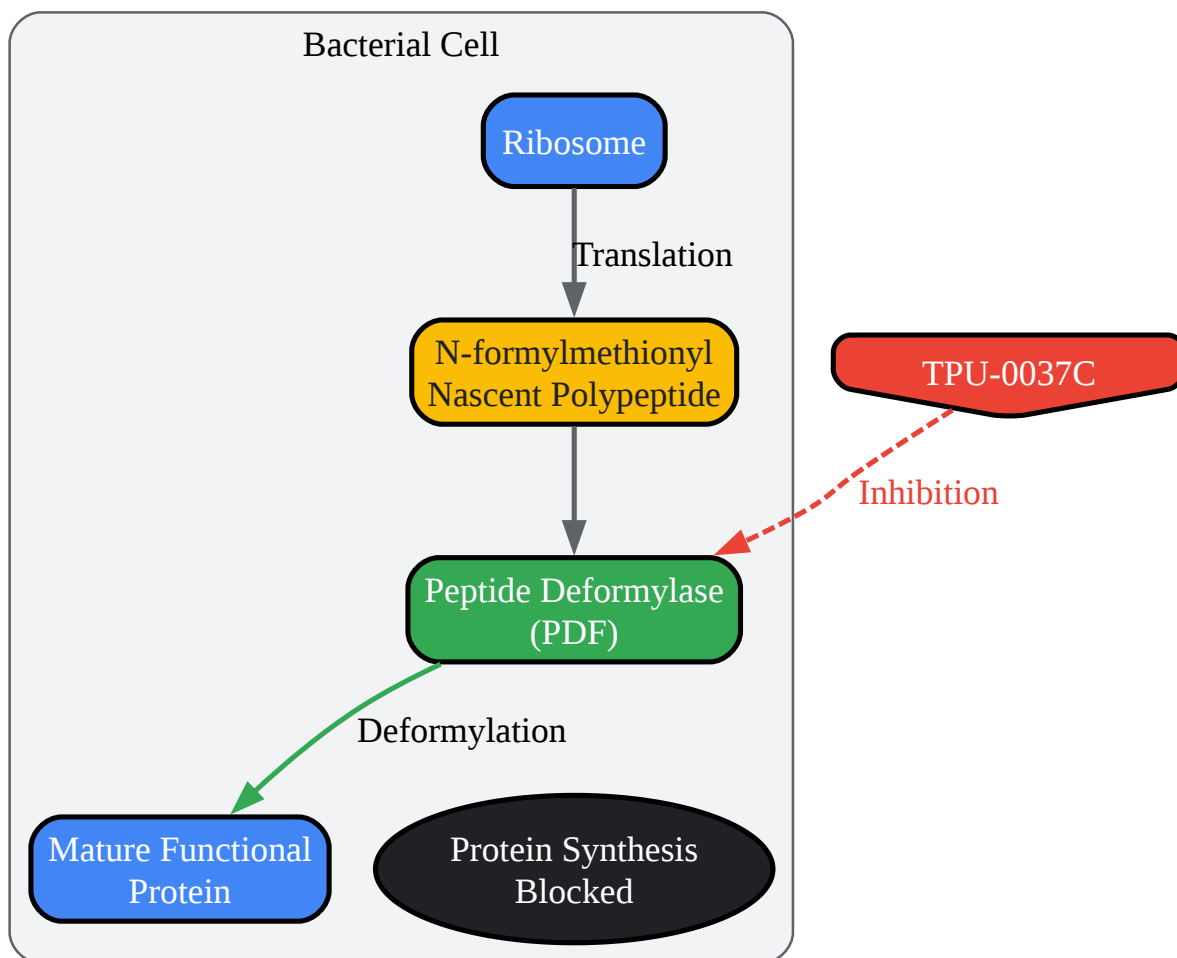 Bacterial Cell
Ribosome
Translation
N-formylmethionyl
Nascent Polypeptide
TPU-0037C
Inhibition
Peptide Deformylase
(PDF)
Deformylation
Mature Functional
Protein
Protein Synthesis
Blocked